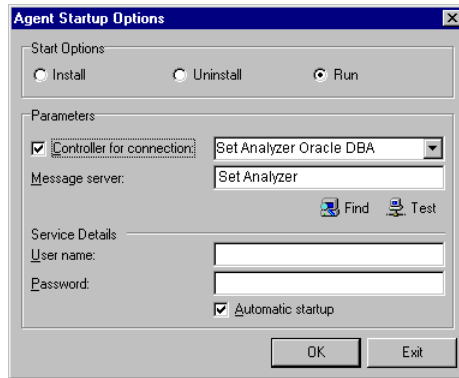 Agent Startup Options
Start Options
Install Uninstall Run
Parameters
Controller for connection: Set Analyzer Oracle DBA
Message server: Set Analyzer
Find Test
Service Details
User name:
Password:
Automatic startup
OK Exit